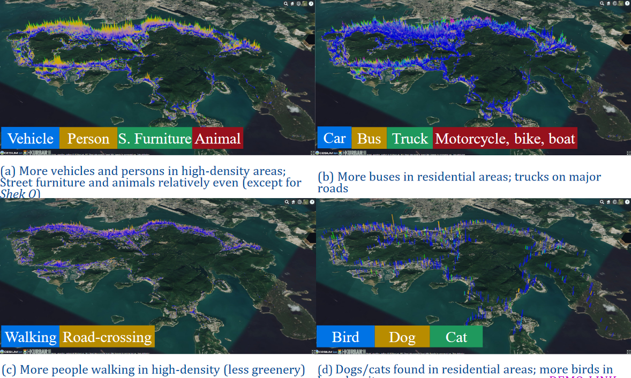 Vehicle Person S. Furniture Animal
Car Bus Truck Motorcycle, bike, boat
(a) More vehicles and persons in high-density areas;
Street furniture and animals relatively even (except for
Shek O)
(b) More buses in residential areas; trucks on major
roads
Walking Road-crossing
Bird Dog Cat
(c) More people walking in high-density (less greenery)
(d) Dogs/cats found in residential areas; more birds in